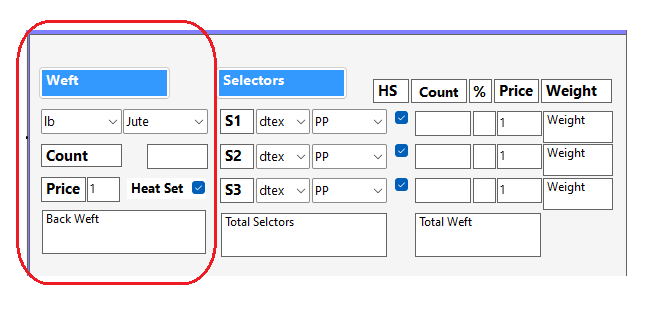 Weft
Selectors
HS Count % Price Weight
lb Jute
S1 dtex PP 1 Weight
Count
S2 dtex PP 1 Weight
Price 1 Heat Set
S3 dtex PP 1 Weight
Back Weft
Total Selctors
Total Weft